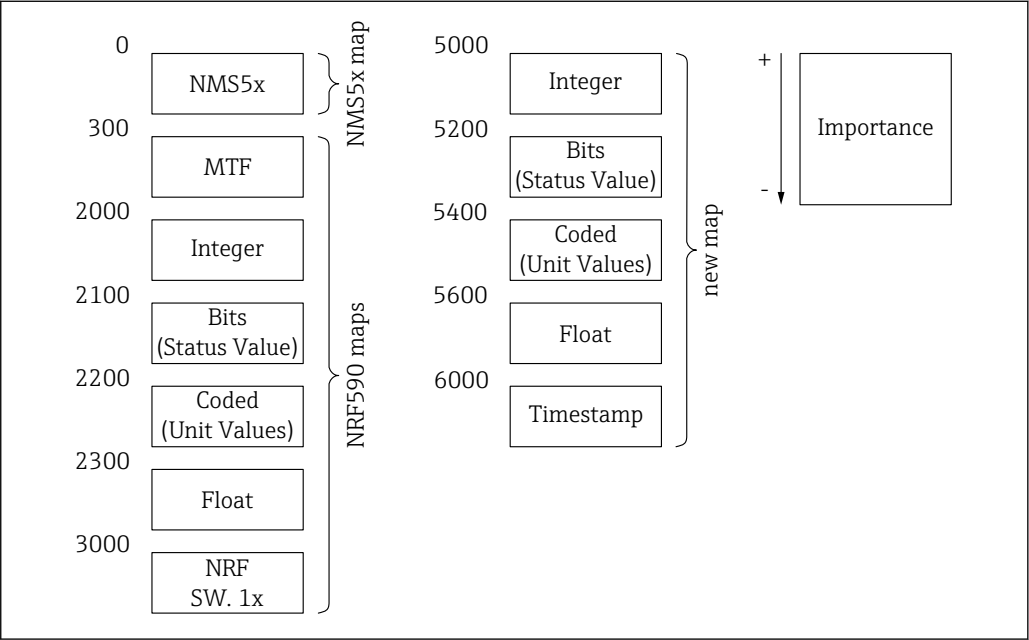 0
NMS5x
NMS5x map
300
MTF
2000
Integer
2100
Bits
(Status Value)
2200
Coded
(Unit Values)
2300
Float
3000
NRF
SW. 1x
NRF590 maps
5000
Integer
5200
Bits
(Status Value)
5400
Coded
(Unit Values)
5600
Float
6000
Timestamp
new map
+
-
Importance